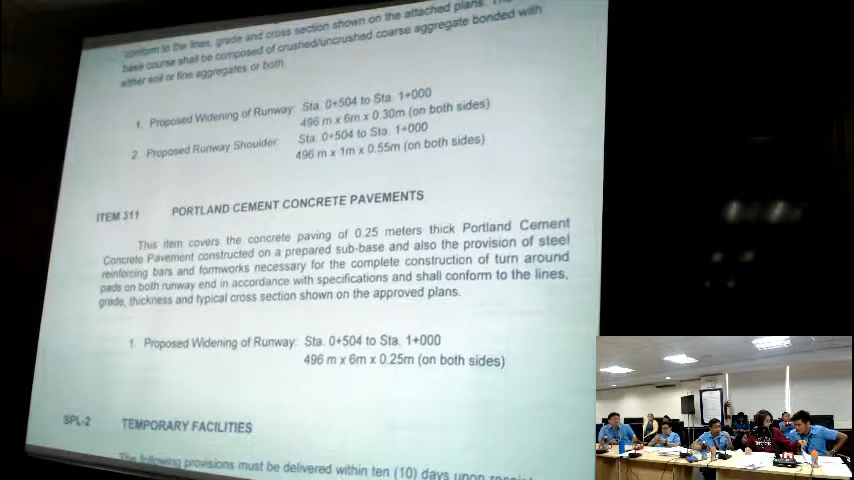 conform to the lines, grade and cross section shown on the attached plans. The
base course shall be composed of crushed/uncrushed coarse aggregate bonded with
either soil or fine aggregates or both.
1. Proposed Widening of Runway: Sta. 0+504 to Sta. 1+000
496 m x 6m x 0.30m (on both sides)
2. Proposed Runway Shoulder: Sta. 0+504 to Sta. 1+000
496 m x 1m x 0.55m (on both sides)
ITEM 311 PORTLAND CEMENT CONCRETE PAVEMENTS
This item covers the concrete paving of 0.25 meters thick Portland Cement
Concrete Pavement constructed on a prepared sub-base and also the provision of steel
reinforcing bars and formworks necessary for the complete construction of turn around
pads on both runway end in accordance with specifications and shall conform to the lines,
grade, thickness and typical cross section shown on the approved plans.
1. Proposed Widening of Runway: Sta. 0+504 to Sta. 1+000
496 m x 6m x 0.25m (on both sides)
SPL-2 TEMPORARY FACILITIES
The following provisions must be delivered within ten (10) days upon receipt